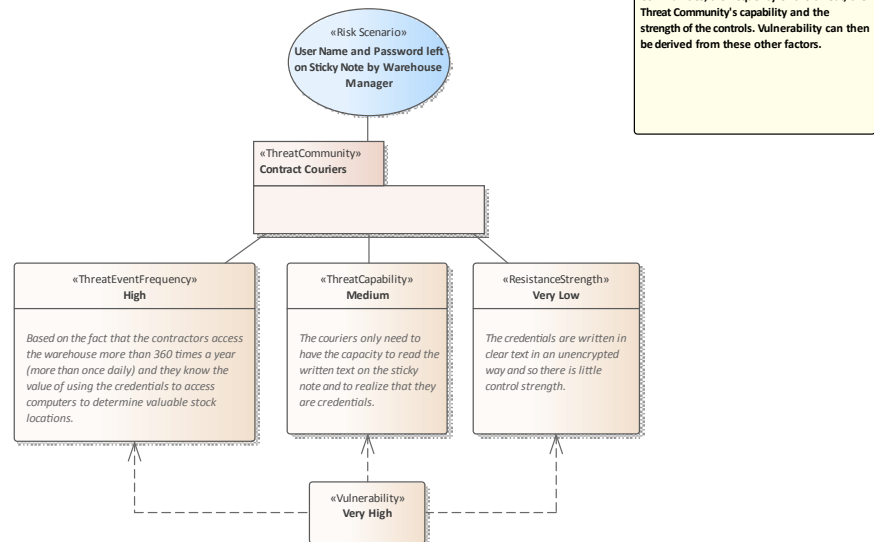 Threat Community's capability and the
strength of the controls. Vulnerability can then
be derived from these other factors.
«Risk Scenario»
User Name and Password left
on Sticky Note by Warehouse
Manager
«ThreatCommunity»
Contract Couriers
«ThreatEventFrequency»
High
Based on the fact that the contractors access
the warehouse more than 360 times a year
(more than once daily) and they know the
value of using the credentials to access
computers to determine valuable stock
locations.
«ThreatCapability»
Medium
The couriers only need to
have the capacity to read the
written text on the sticky
note and to realize that they
are credentials.
«ResistanceStrength»
Very Low
The credentials are written in
clear text in an unencrypted
way and so there is little
control strength.
«Vulnerability»
Very High